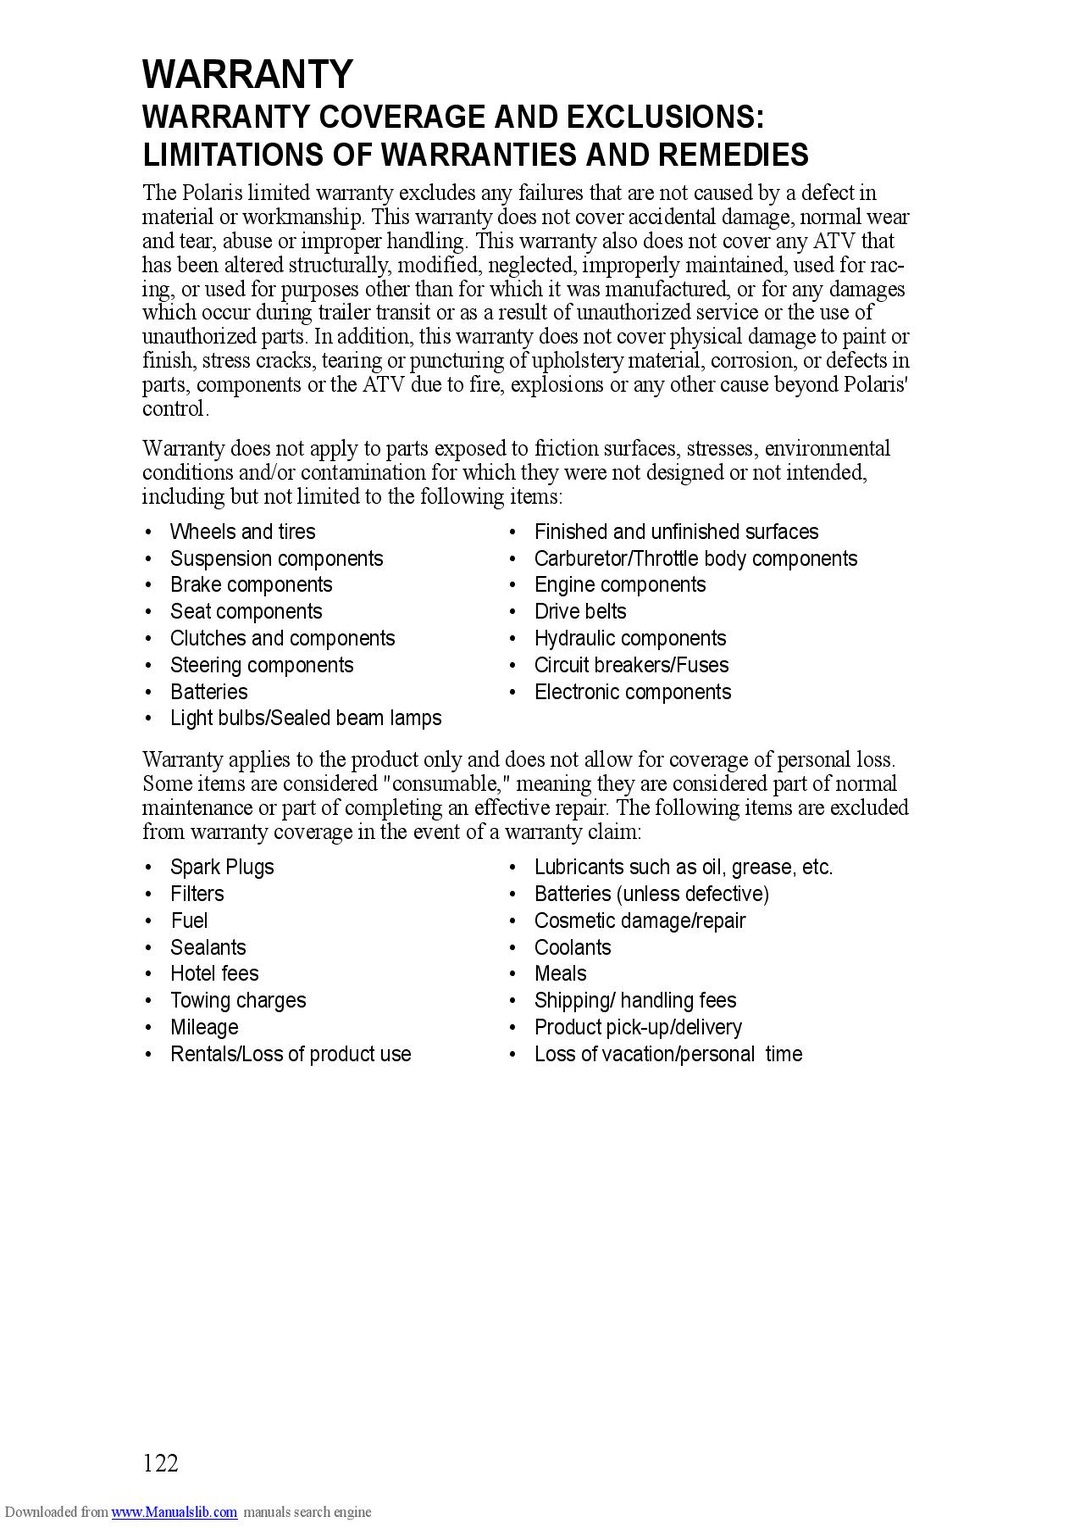 WARRANTY
WARRANTY COVERAGE AND EXCLUSIONS:
LIMITATIONS OF WARRANTIES AND REMEDIES
The Polaris limited warranty excludes any failures that are not caused by a defect in
material or workmanship. This warranty does not cover accidental damage, normal wear
and tear, abuse or improper handling. This warranty also does not cover any ATV that
has been altered structurally, modified, neglected, improperly maintained, used for rac-
ing, or used for purposes other than for which it was manufactured, or for any damages
which occur during trailer transit or as a result of unauthorized service or the use of
unauthorized parts. In addition, this warranty does not cover physical damage to paint or
finish, stress cracks, tearing or puncturing of upholstery material, corrosion, or defects in
parts, components or the ATV due to fire, explosions or any other cause beyond Polaris'
control.
Warranty does not apply to parts exposed to friction surfaces, stresses, environmental
conditions and/or contamination for which they were not designed or not intended,
including but not limited to the following items:
• Wheels and tires
• Suspension components
• Brake components
• Seat components
• Clutches and components
• Steering components
• Batteries
• Light bulbs/Sealed beam lamps
• Finished and unfinished surfaces
• Carburetor/Throttle body components
• Engine components
• Drive belts
• Hydraulic components
• Circuit breakers/Fuses
• Electronic components
Warranty applies to the product only and does not allow for coverage of personal loss.
Some items are considered "consumable," meaning they are considered part of normal
maintenance or part of completing an effective repair. The following items are excluded
from warranty coverage in the event of a warranty claim:
• Spark Plugs
• Filters
• Fuel
• Sealants
• Hotel fees
• Towing charges
• Mileage
• Rentals/Loss of product use
• Lubricants such as oil, grease, etc.
• Batteries (unless defective)
• Cosmetic damage/repair
• Coolants
• Meals
• Shipping/ handling fees
• Product pick-up/delivery
• Loss of vacation/personal time
122
Downloaded from www.Manualslib.com manuals search engine